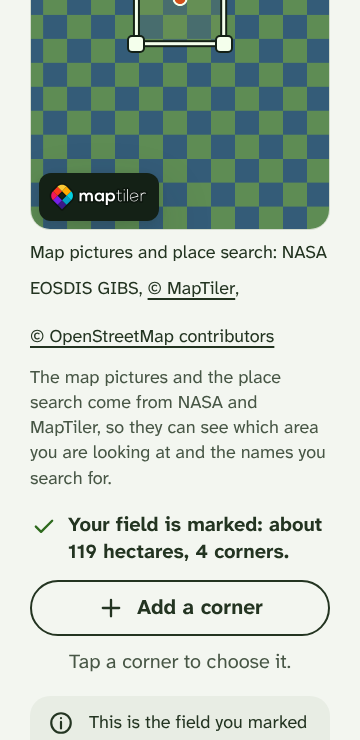 maptiler
Map pictures and place search: NASA
EOSDIS GIBS, © MapTiler,
© OpenStreetMap contributors
The map pictures and the place
search come from NASA and
MapTiler, so they can see which area
you are looking at and the names you
search for.
Your field is marked: about
119 hectares, 4 corners.
Add a corner
Tap a corner to choose it.
This is the field you marked